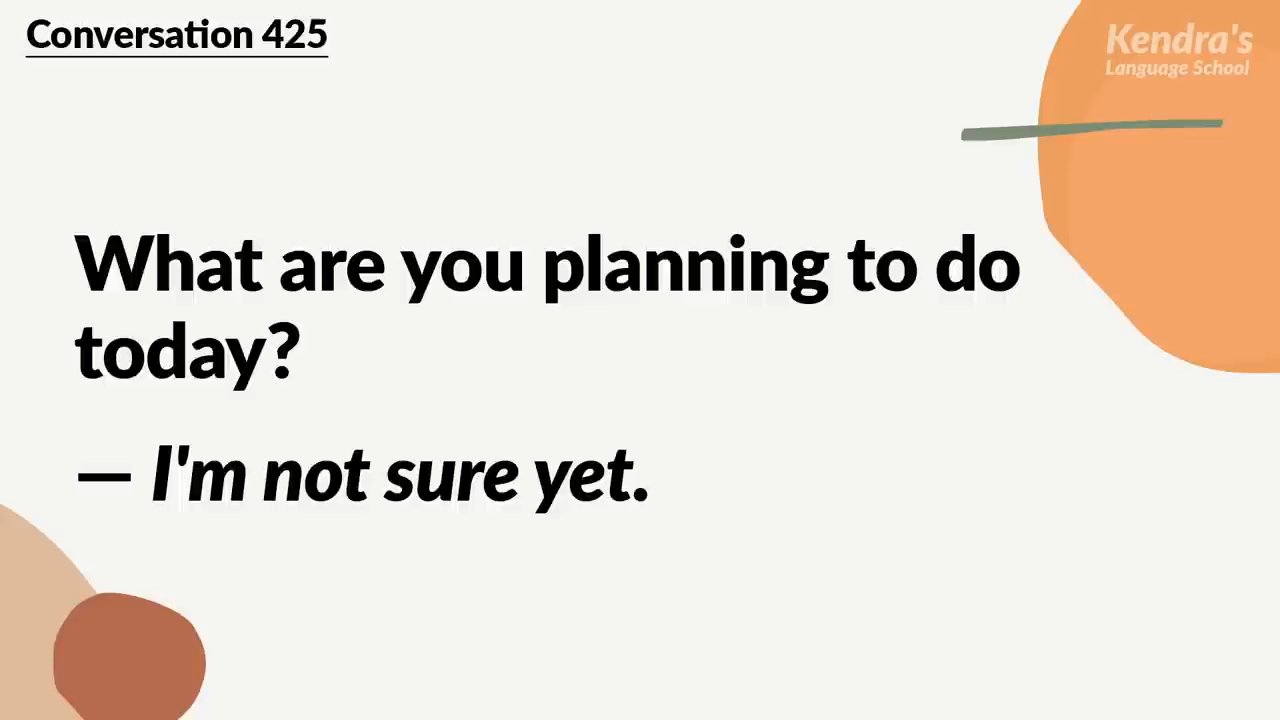 Conversation 425
Kendra's
Language School
What are you planning to do
today?
— I'm not sure yet.